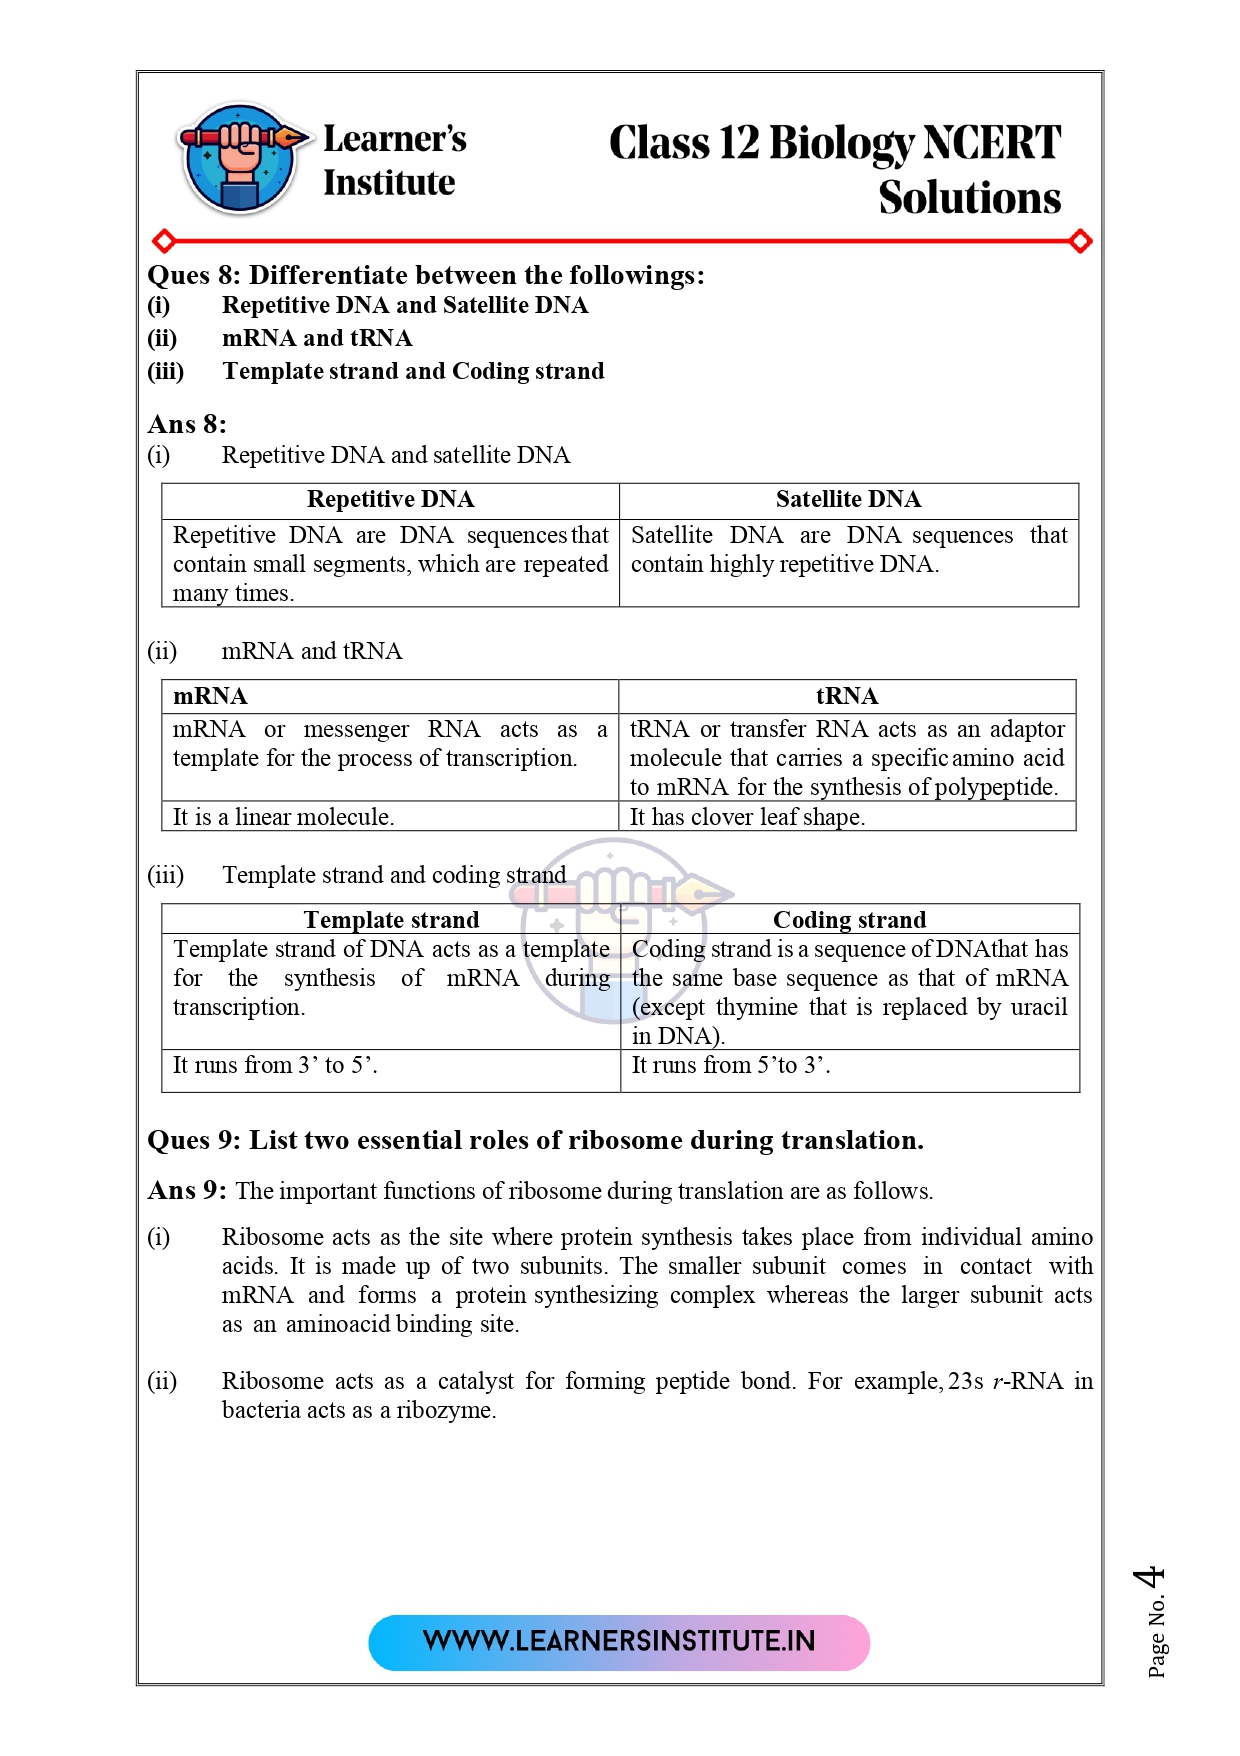 Learner's
Institute
Class 12 Biology NCERT
Solutions
Ques 8: Differentiate between the followings:
(i) Repetitive DNA and Satellite DNA
(ii) mRNA and tRNA
(iii) Template strand and Coding strand
Ans 8:
(i) Repetitive DNA and satellite DNA
Repetitive DNA
Satellite DNA
Repetitive DNA are DNA sequences that
contain small segments, which are repeated
many times.
Satellite DNA are DNA sequences that
contain highly repetitive DNA.
(ii) mRNA and tRNA
mRNA
tRNA
mRNA or messenger RNA acts as a
template for the process of transcription.
tRNA or transfer RNA acts as an adaptor
molecule that carries a specific amino acid
to mRNA for the synthesis of polypeptide.
It is a linear molecule.
It has clover leaf shape.
(iii) Template strand and coding strand
Template strand
Coding strand
Template strand of DNA acts as a template
for the synthesis of mRNA during
transcription.
Coding strand is a sequence of DNAthat has
the same base sequence as that of mRNA
(except thymine that is replaced by uracil
in DNA).
It runs from 3’ to 5’.
It runs from 5’to 3’.
Ques 9: List two essential roles of ribosome during translation.
Ans 9: The important functions of ribosome during translation are as follows.
(i) Ribosome acts as the site where protein synthesis takes place from individual amino
acids. It is made up of two subunits. The smaller subunit comes in contact with
mRNA and forms a protein synthesizing complex whereas the larger subunit acts
as an aminoacid binding site.
(ii) Ribosome acts as a catalyst for forming peptide bond. For example, 23s r-RNA in
bacteria acts as a ribozyme.
WWW.LEARNERSINSTITUTE.IN
Page No. 4